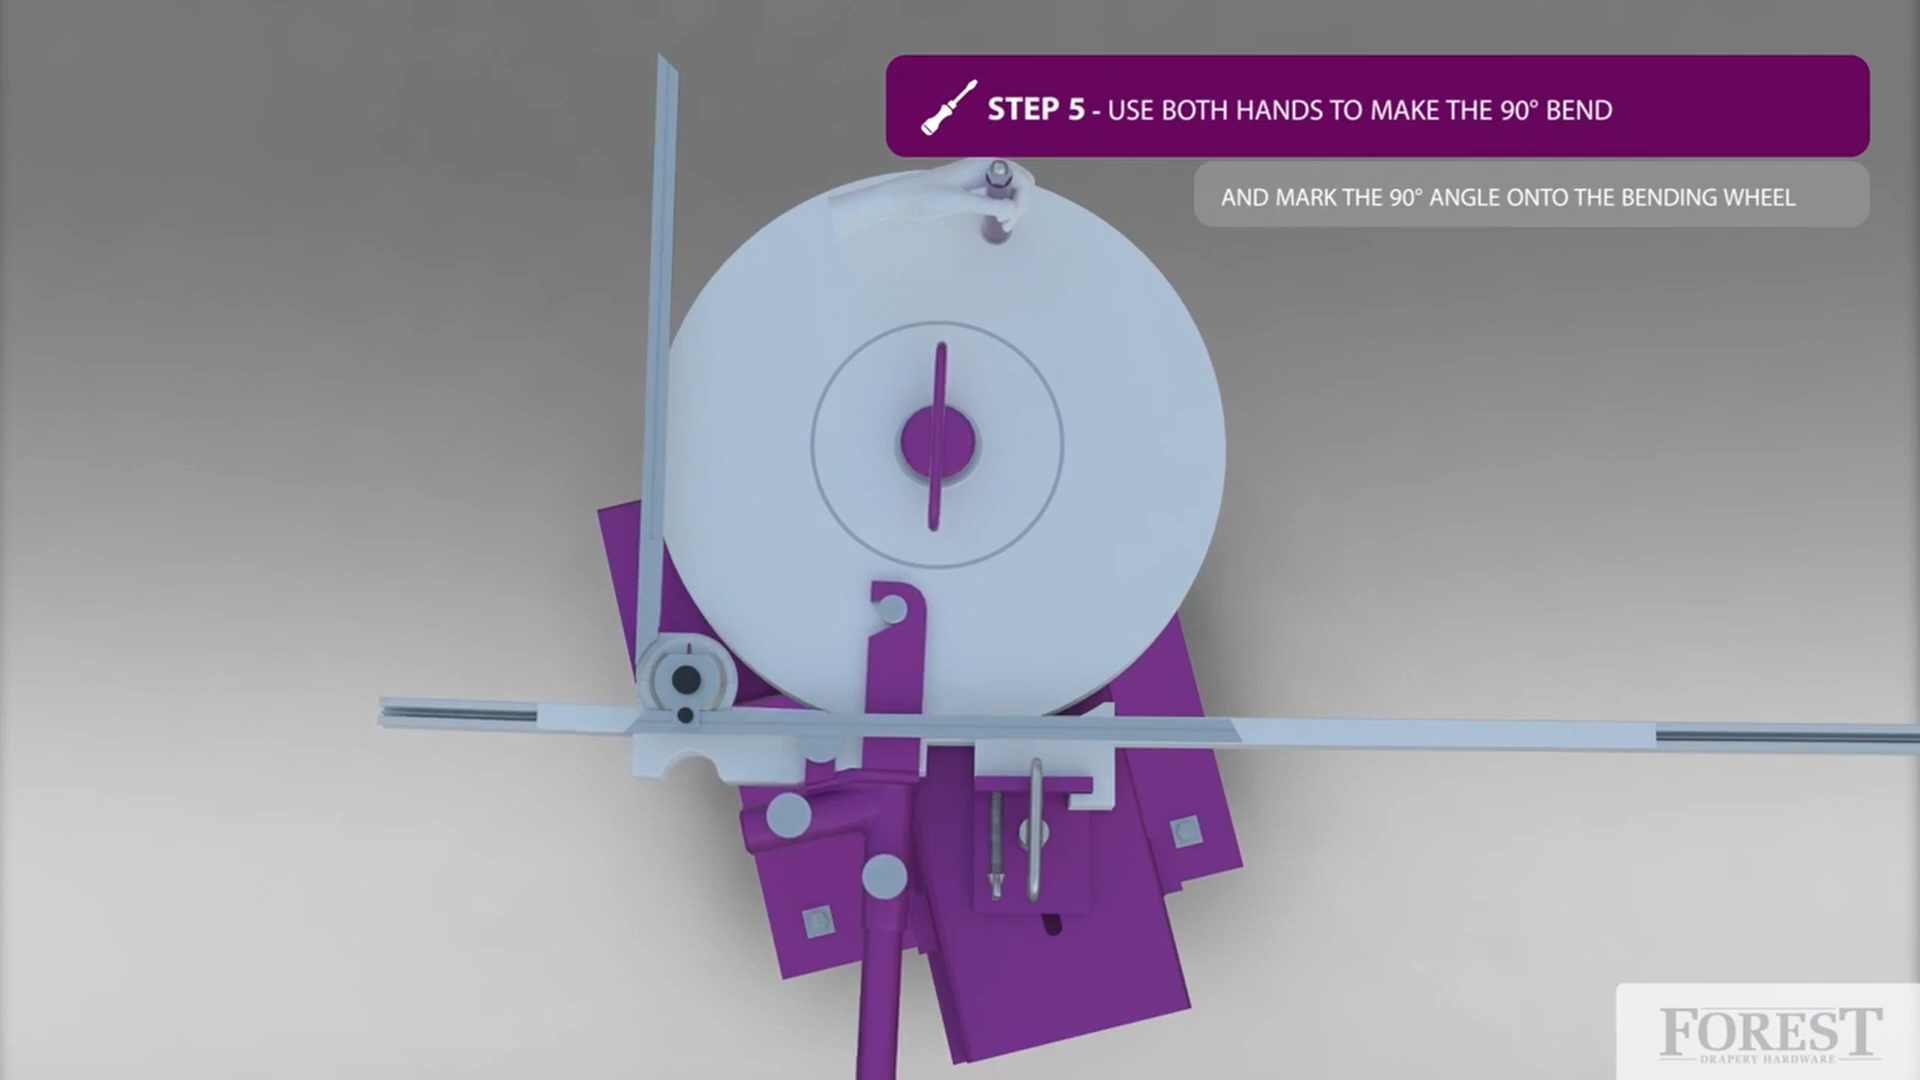 STEP 5 - USE BOTH HANDS TO MAKE THE 90° BEND
AND MARK THE 90° ANGLE ONTO THE BENDING WHEEL
FOREST
DRAPERY HARDWARE